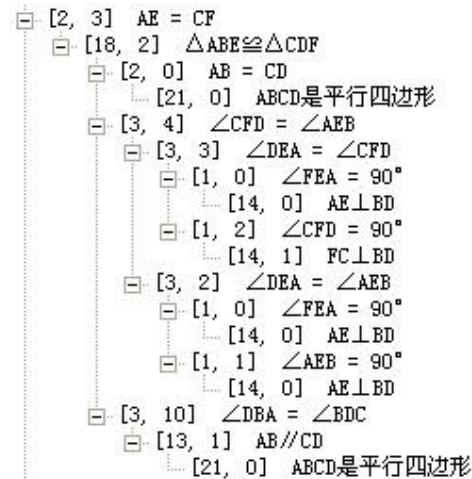 [2, 3] AE = CF
[18, 2] △ABE≌△CDF
[2, 0] AB = CD
[21, 0] ABCD是平行四边形
[3, 4] ∠CFD = ∠AEB
[3, 3] ∠DEA = ∠CFD
[1, 0] ∠FEA = 90°
[14, 0] AE⊥BD
[1, 2] ∠CFD = 90°
[14, 1] FC⊥BD
[3, 2] ∠DEA = ∠AEB
[1, 0] ∠FEA = 90°
[14, 0] AE⊥BD
[1, 1] ∠AEB = 90°
[14, 0] AE⊥BD
[3, 10] ∠DBA = ∠BDC
[13, 1] AB//CD
[21, 0] ABCD是平行四边形